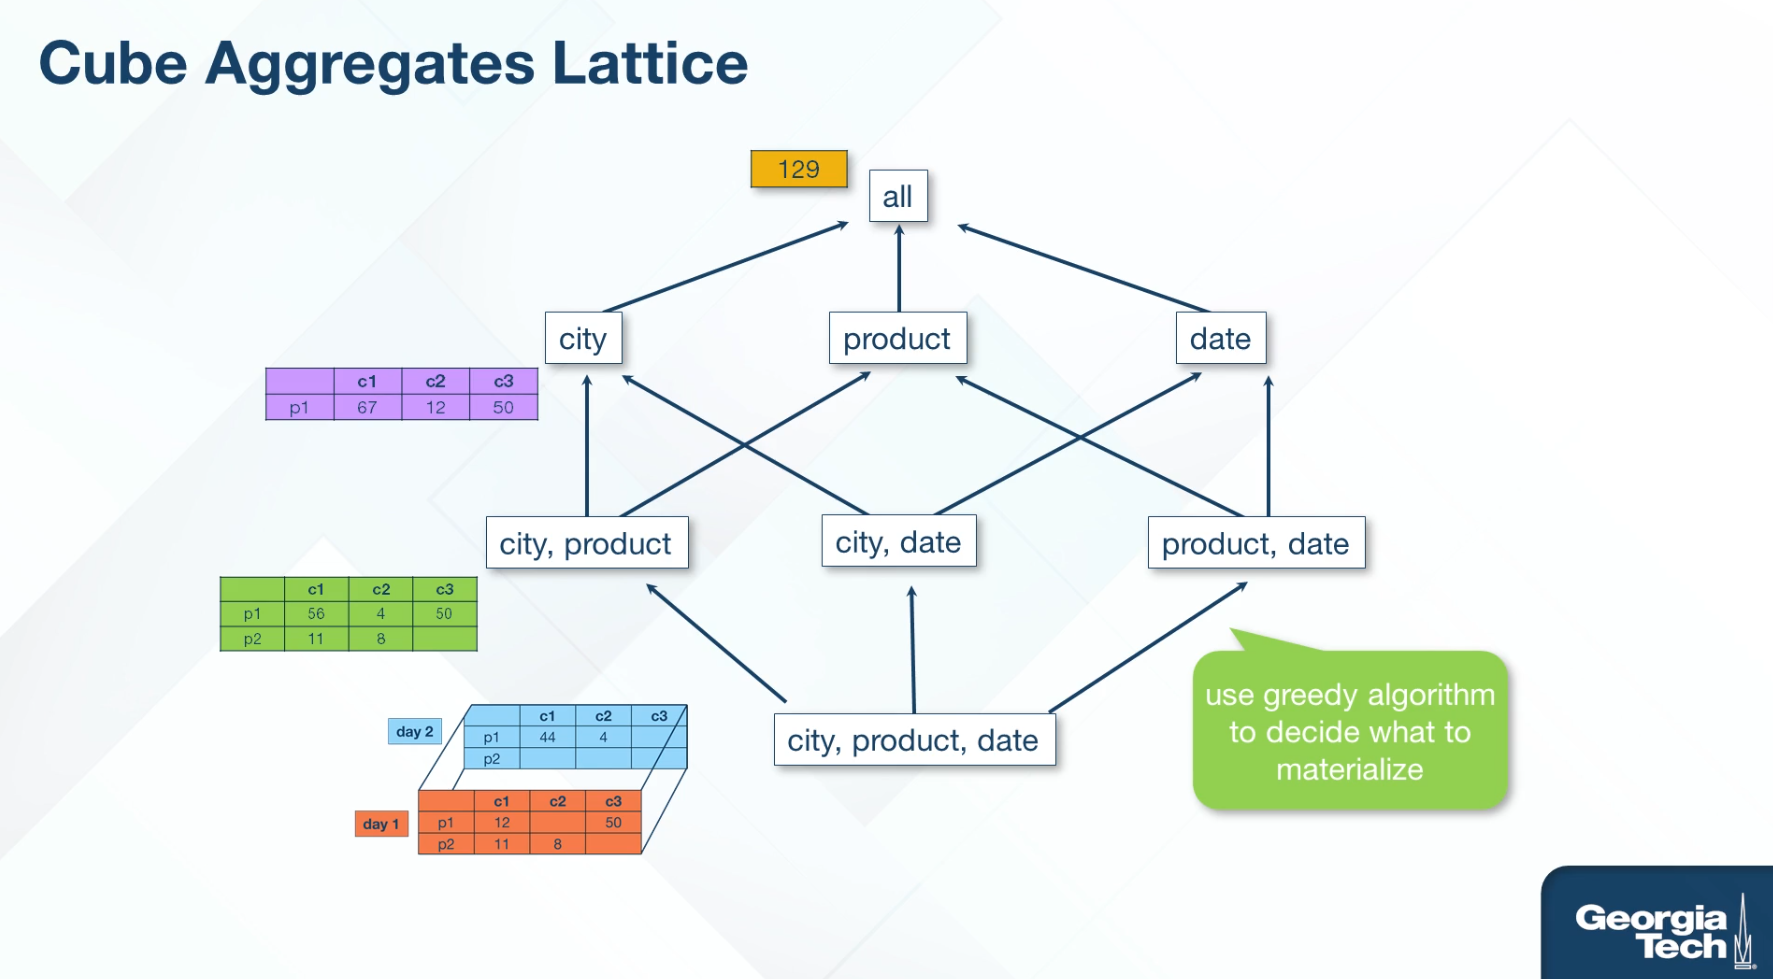 Cube Aggregates Lattice
129
all
city
product
date
c1 c2 c3
p1 67 12 50
city, product
city, date
product, date
c1 c2 c3
p1 56 4 50
p2 11 8
use greedy algorithm
to decide what to
materialize
city, product, date
day 2
c1 c2 c3
p1 44 4
p2
day 1
c1 c2 c3
p1 12 50
p2 11 8
Georgia
Tech